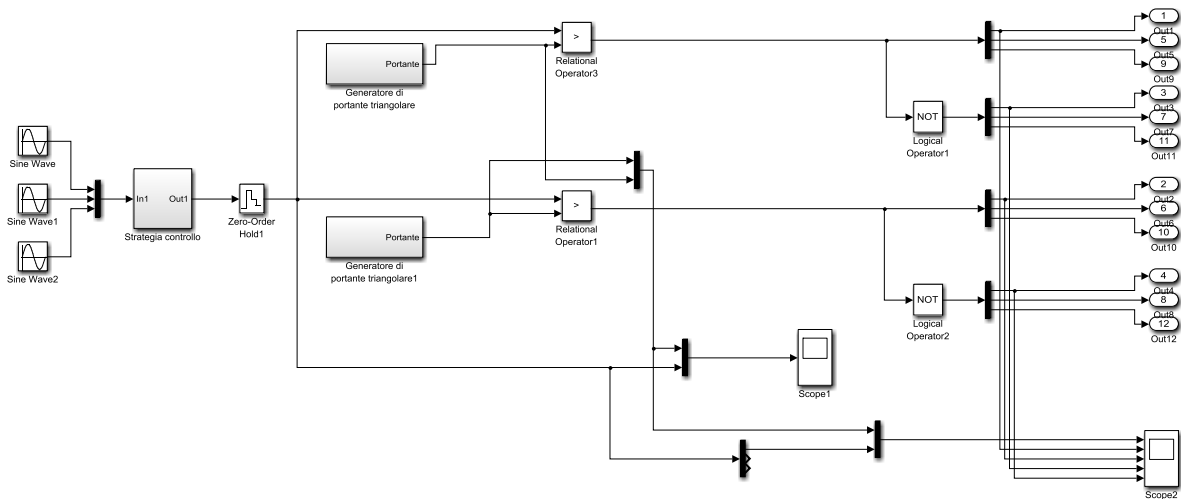 Sine Wave
Sine Wave1
Sine Wave2
In1
Out1
Strategia controllo
Zero-Order
Hold1
Portante
Generatore di
portante triangolare
Portante
Generatore di
portante triangolare1
>
Relational
Operator3
>
Relational
Operator1
NOT
Logical
Operator1
NOT
Logical
Operator2
Scope1
1
Out1
5
Out5
9
Out9
3
Out3
7
Out7
11
Out11
2
Out2
6
Out6
10
Out10
4
Out4
8
Out8
12
Out12
Scope2